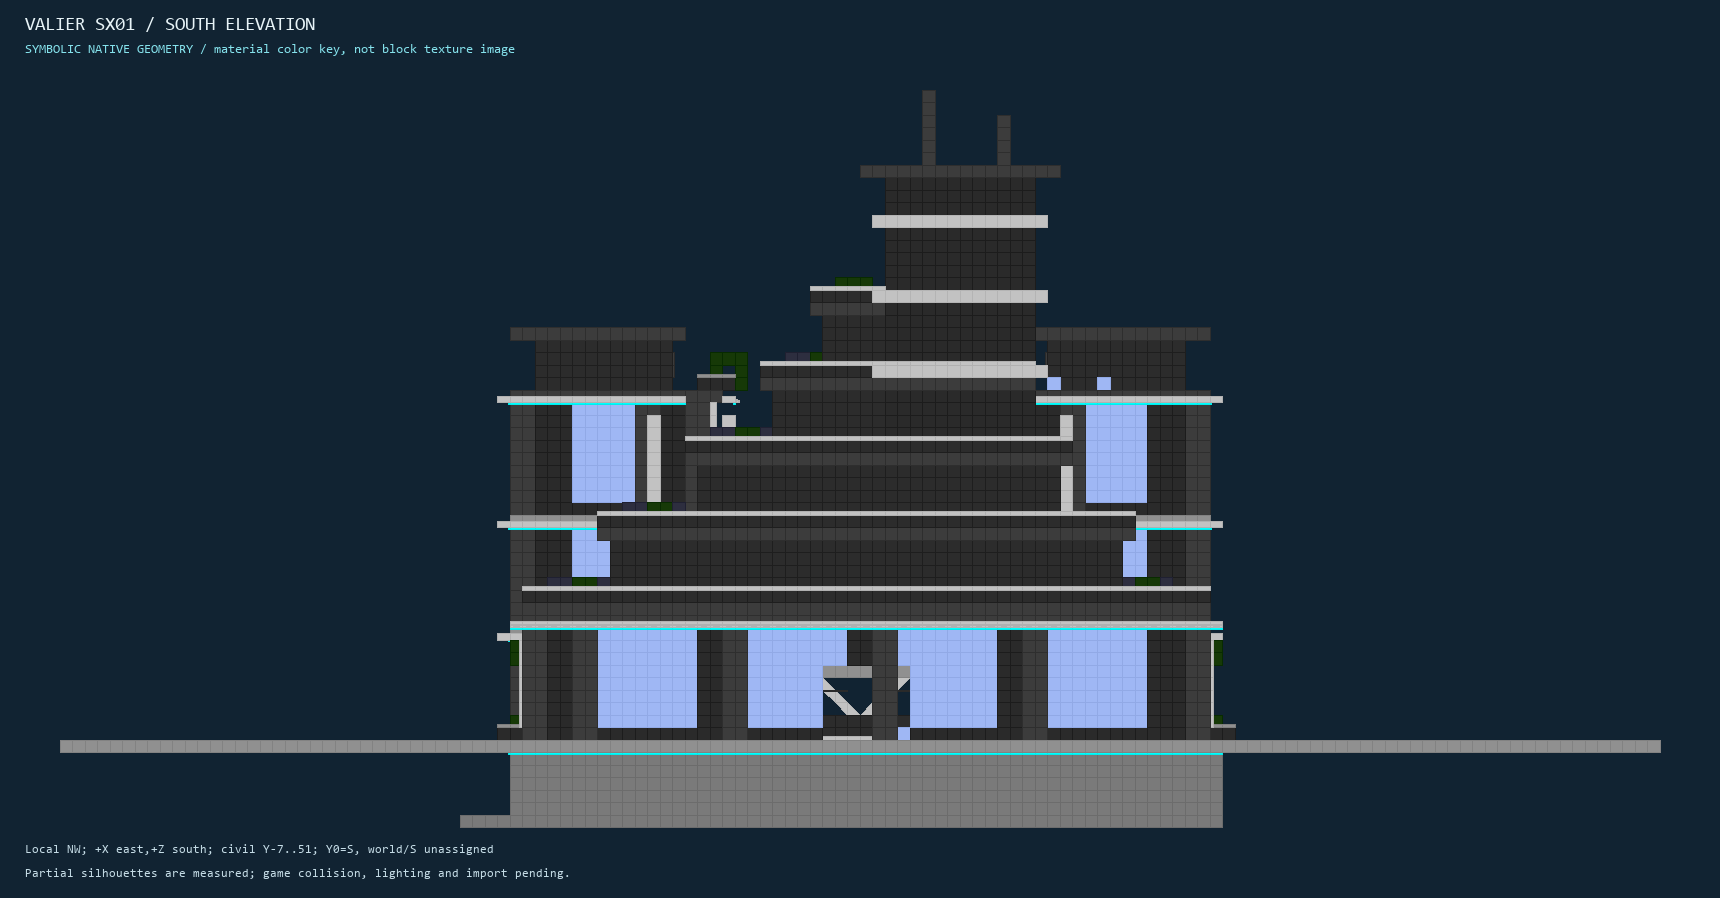 VALIER SX01 / SOUTH ELEVATION
SYMBOLIC NATIVE GEOMETRY / material color key, not block texture image
Local NW; +X east,+Z south; civil Y-7..51; Y0=S, world/S unassigned
Partial silhouettes are measured; game collision, lighting and import pending.